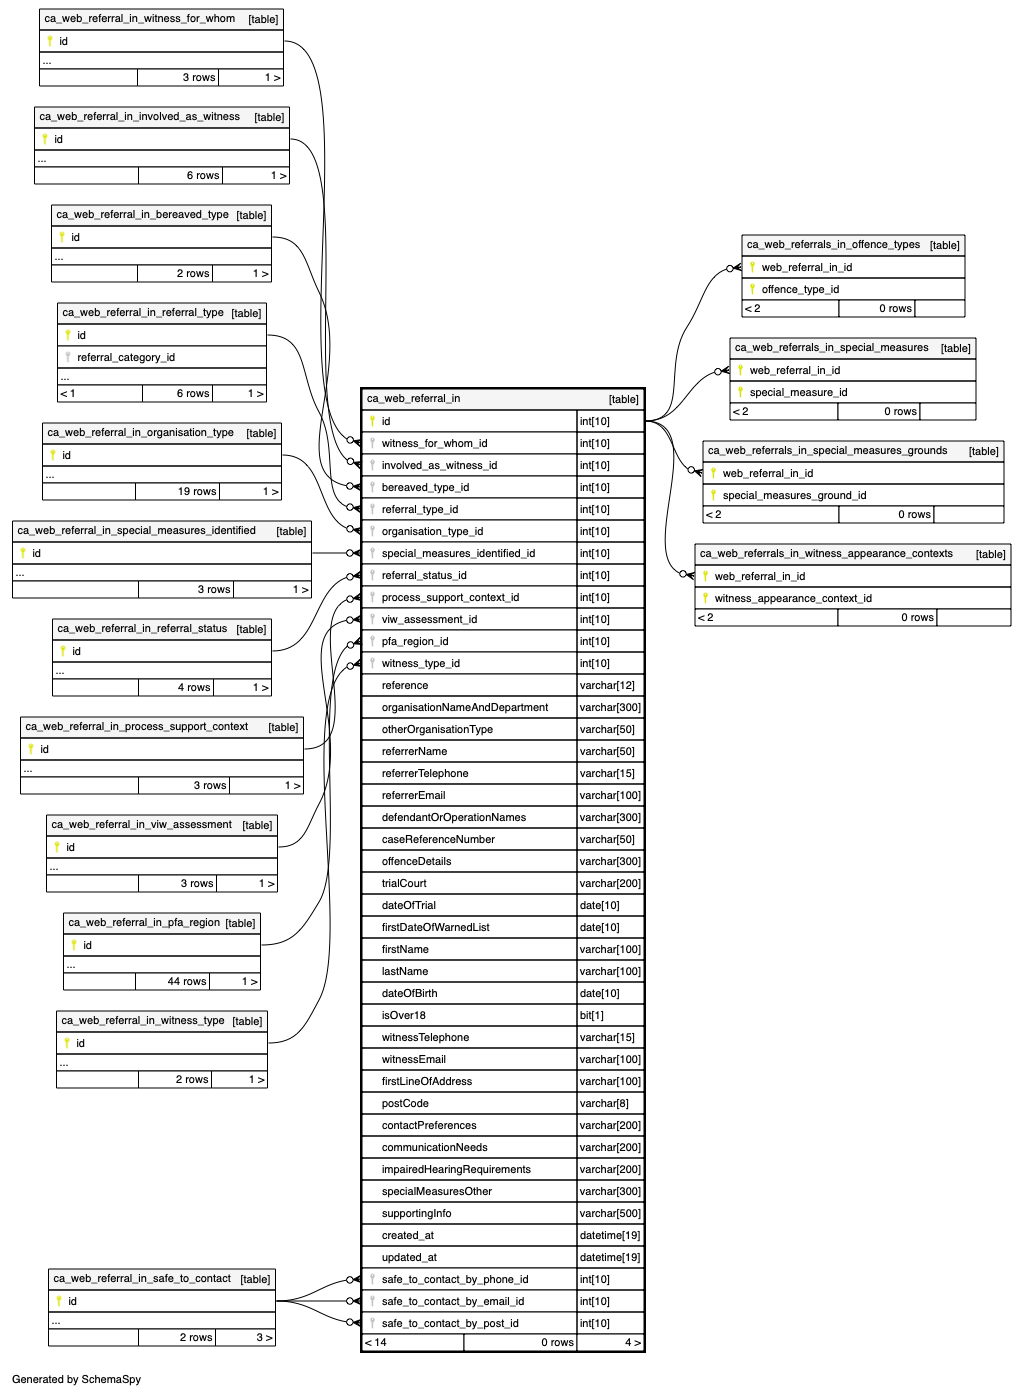 ca_web_referral_in_witness_for_whom [table]
id
...
3 rows 1 >
ca_web_referral_in_involved_as_witness [table]
id
...
6 rows 1 >
ca_web_referral_in_bereaved_type [table]
id
...
2 rows 1 >
ca_web_referral_in_referral_type [table]
id
referral_category_id
...
< 1 6 rows 1 >
ca_web_referral_in_organisation_type [table]
id
...
19 rows 1 >
ca_web_referral_in_special_measures_identified [table]
id
...
3 rows 1 >
ca_web_referral_in_referral_status [table]
id
...
4 rows 1 >
ca_web_referral_in_process_support_context [table]
id
...
3 rows 1 >
ca_web_referral_in_viw_assessment [table]
id
...
3 rows 1 >
ca_web_referral_in_pfa_region [table]
id
...
44 rows 1 >
ca_web_referral_in_witness_type [table]
id
...
2 rows 1 >
ca_web_referral_in_safe_to_contact [table]
id
...
2 rows 3 >
ca_web_referral_in [table]
id int[10]
witness_for_whom_id int[10]
involved_as_witness_id int[10]
bereaved_type_id int[10]
referral_type_id int[10]
organisation_type_id int[10]
special_measures_identified_id int[10]
referral_status_id int[10]
process_support_context_id int[10]
viw_assessment_id int[10]
pfa_region_id int[10]
witness_type_id int[10]
reference varchar[12]
organisationNameAndDepartment varchar[300]
otherOrganisationType varchar[50]
referrerName varchar[50]
referrerTelephone varchar[15]
referrerEmail varchar[100]
defendantOrOperationNames varchar[300]
caseReferenceNumber varchar[50]
offenceDetails varchar[300]
trialCourt varchar[200]
dateOfTrial date[10]
firstDateOfWarnedList date[10]
firstName varchar[100]
lastName varchar[100]
dateOfBirth date[10]
isOver18 bit[1]
witnessTelephone varchar[15]
witnessEmail varchar[100]
firstLineOfAddress varchar[100]
postCode varchar[8]
contactPreferences varchar[200]
communicationNeeds varchar[200]
impairedHearingRequirements varchar[200]
specialMeasuresOther varchar[300]
supportingInfo varchar[500]
created_at datetime[19]
updated_at datetime[19]
safe_to_contact_by_phone_id int[10]
safe_to_contact_by_email_id int[10]
safe_to_contact_by_post_id int[10]
< 14 0 rows 4 >
ca_web_referrals_in_offence_types [table]
web_referral_in_id
offence_type_id
< 2 0 rows
ca_web_referrals_in_special_measures [table]
web_referral_in_id
special_measure_id
< 2 0 rows
ca_web_referrals_in_special_measures_grounds [table]
web_referral_in_id
special_measures_ground_id
< 2 0 rows
ca_web_referrals_in_witness_appearance_contexts [table]
web_referral_in_id
witness_appearance_context_id
< 2 0 rows
Generated by SchemaSpy